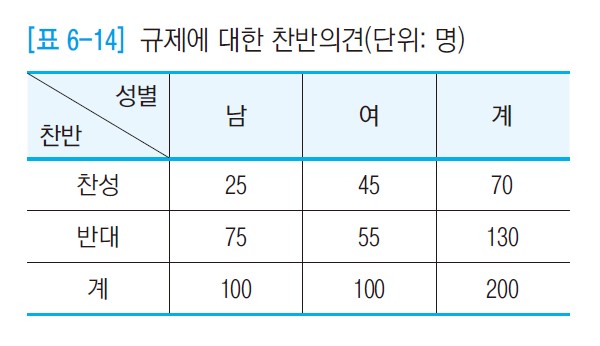 [표 6-14] 규제에 대한 찬반의견(단위: 명)
성별
찬반
남 여 계
찬성 25 45 70
반대 75 55 130
계 100 100 200